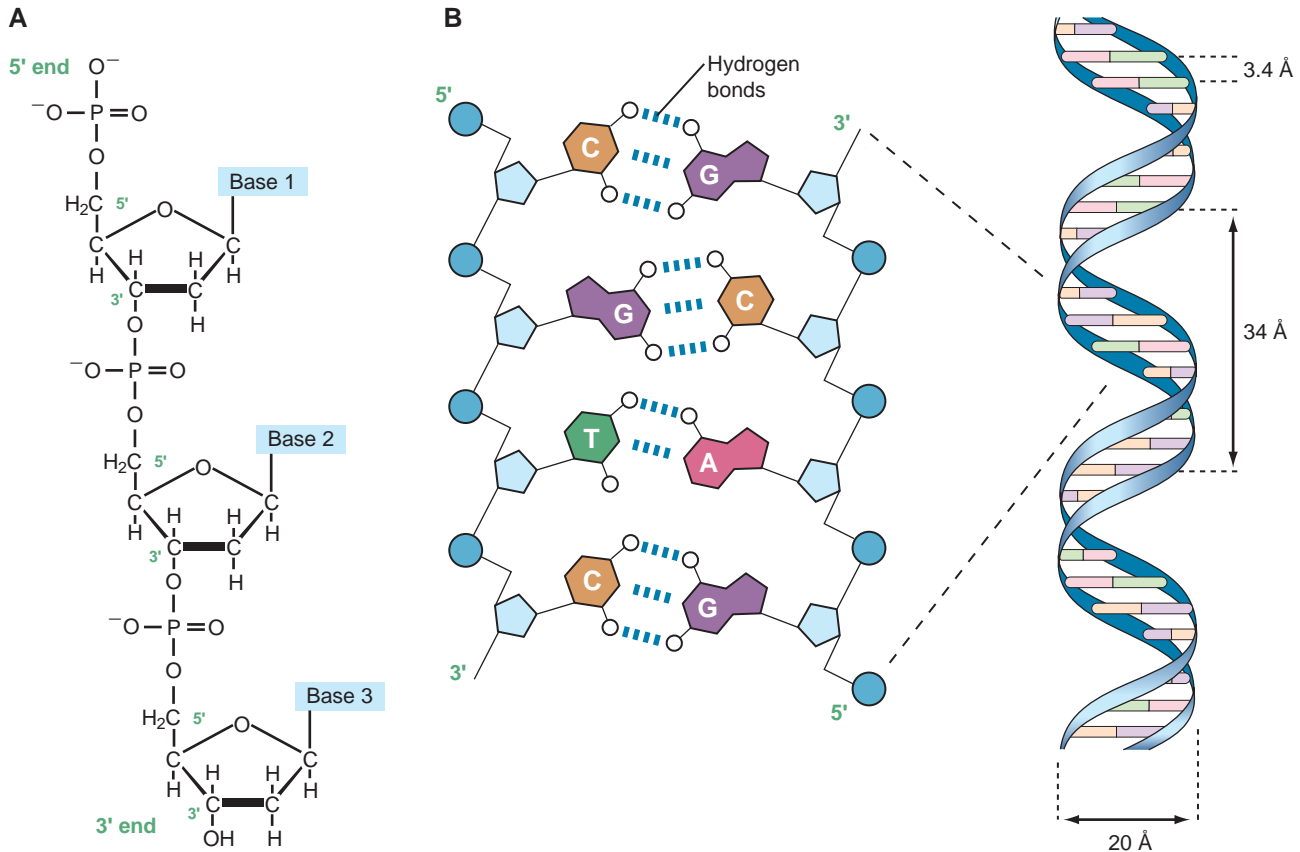 A
5' end
O–
–O
P
O
O
Base 1
H2C
5'
O
C
C
H
H
H
C
C
3'
H
O
–O
P
O
O
Base 2
H2C
5'
O
C
C
H
H
H
H
C
C
3'
H
O
–O
P
O
O
Base 3
H2C
5'
O
C
C
H
H
H
H
C
C
3'
H
3' end
OH
B
Hydrogen
bonds
5'
3'
C
G
G
C
T
A
C
G
3'
5'
3.4 Å
34 Å
20 Å